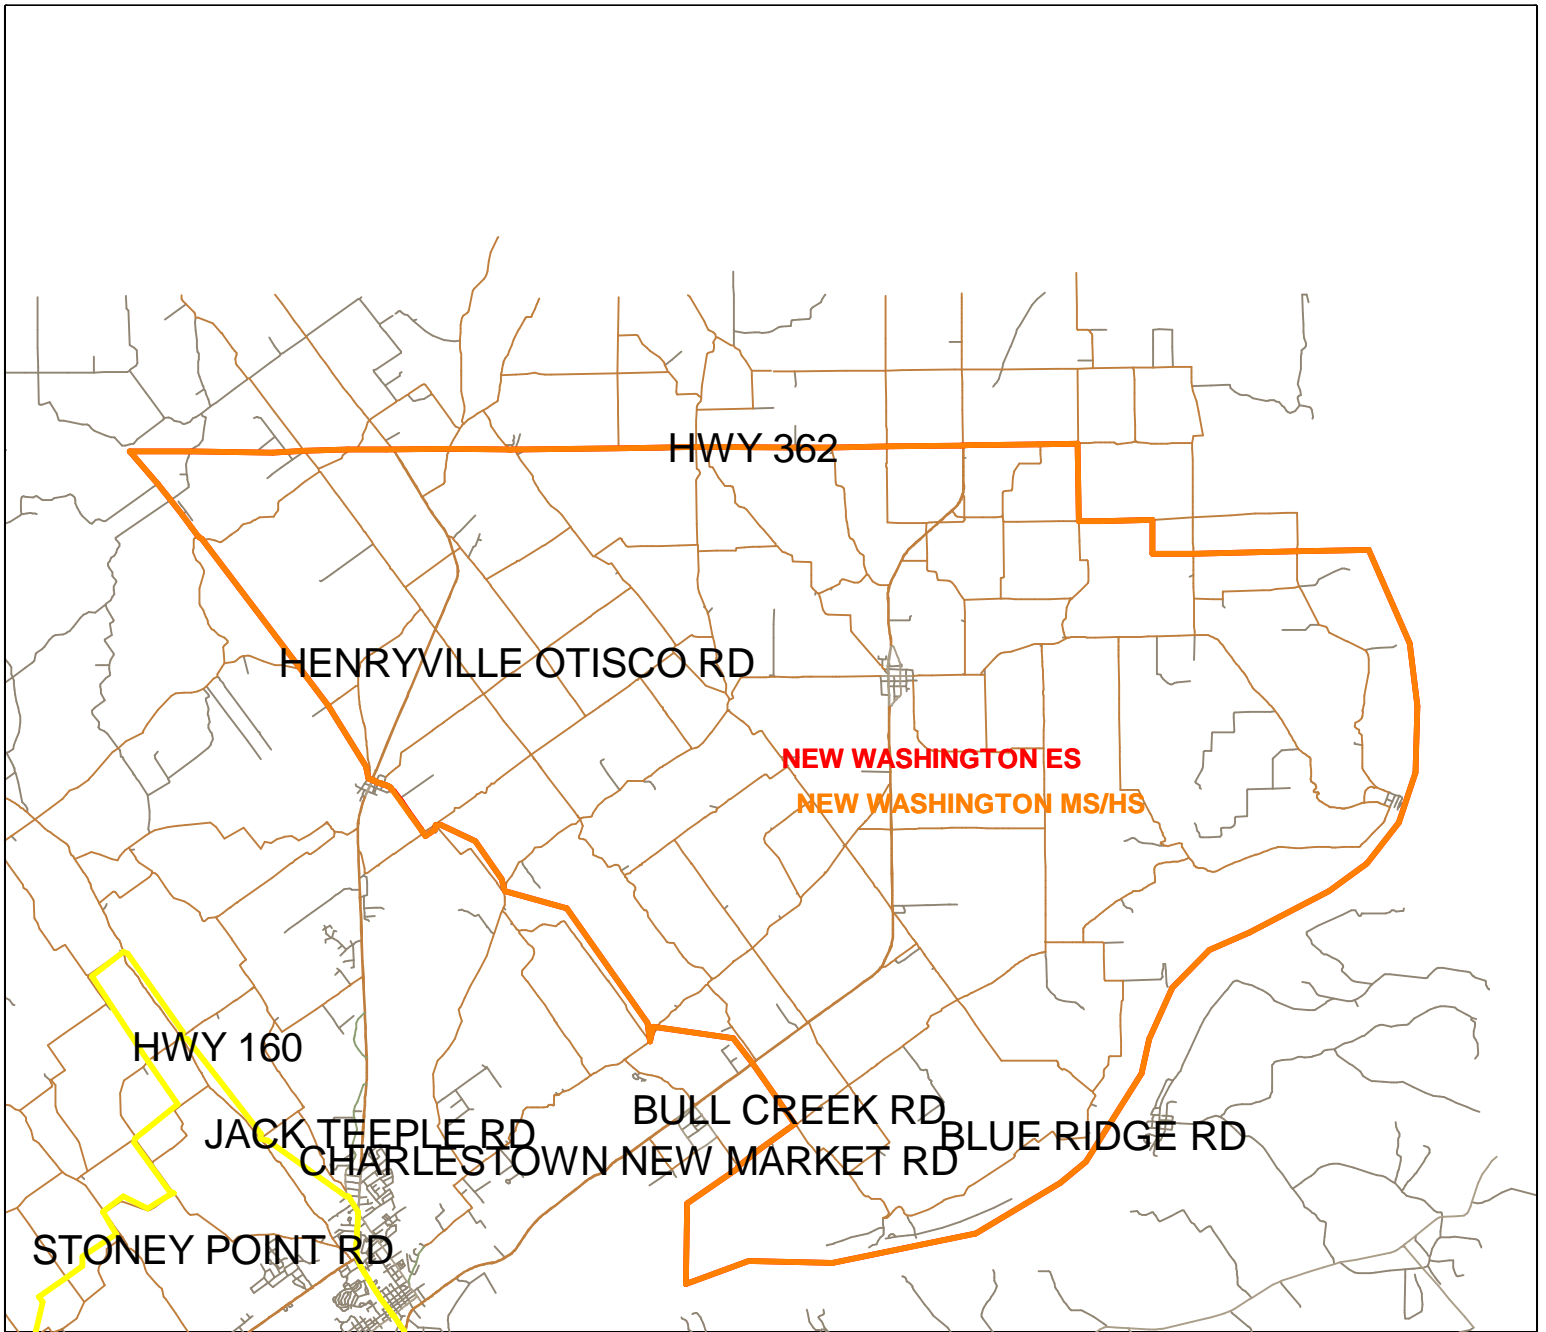 HWY 362
HENRYVILLE OTISCO RD
NEW WASHINGTON ES
NEW WASHINGTON MS/HS
HWY 160
BULL CREEK RD
JACK TEEPLE RD
BLUE RIDGE RD
CHARLESTOWN NEW MARKET RD
STONEY POINT RD